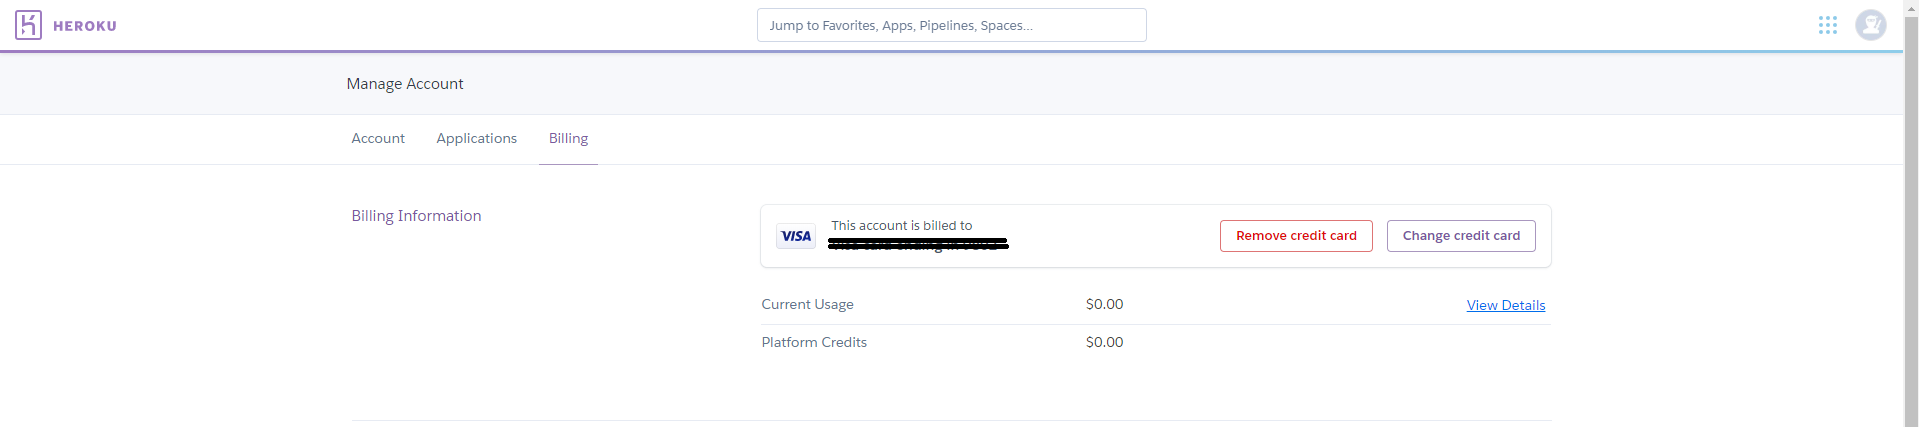 HEROKU
Jump to Favorites, Apps, Pipelines, Spaces...
Manage Account
Account Applications Billing
Billing Information
VISA
This account is billed to
Remove credit card
Change credit card
Current Usage $0.00 View Details
Platform Credits $0.00